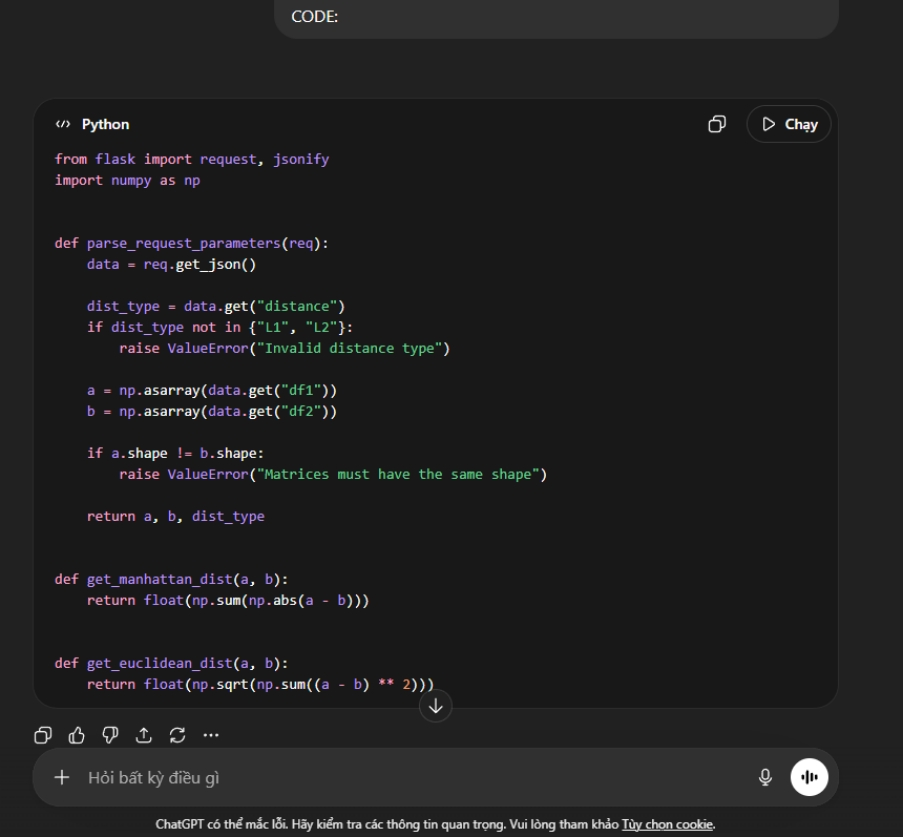 CODE:
Python
Chạy
from flask import request, jsonify
import numpy as np
def parse_request_parameters(req):
    data = req.get_json()
    dist_type = data.get("distance")
    if dist_type not in {"L1", "L2"}:
        raise ValueError("Invalid distance type")
    a = np.asarray(data.get("df1"))
    b = np.asarray(data.get("df2"))
    if a.shape != b.shape:
        raise ValueError("Matrices must have the same shape")
    return a, b, dist_type
def get_manhattan_dist(a, b):
    return float(np.sum(np.abs(a - b)))
def get_euclidean_dist(a, b):
    return float(np.sqrt(np.sum((a - b) ** 2)))
Hỏi bất kỳ điều gì
ChatGPT có thể mắc lỗi. Hãy kiểm tra các thông tin quan trọng. Vui lòng tham khảo Tùy chọn cookie.